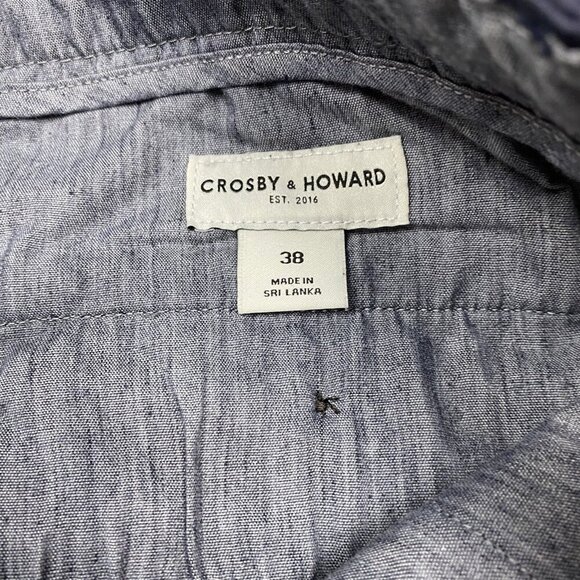 CROSBY & HOWARD
EST. 2016
38
MADE IN
SRI LANKA